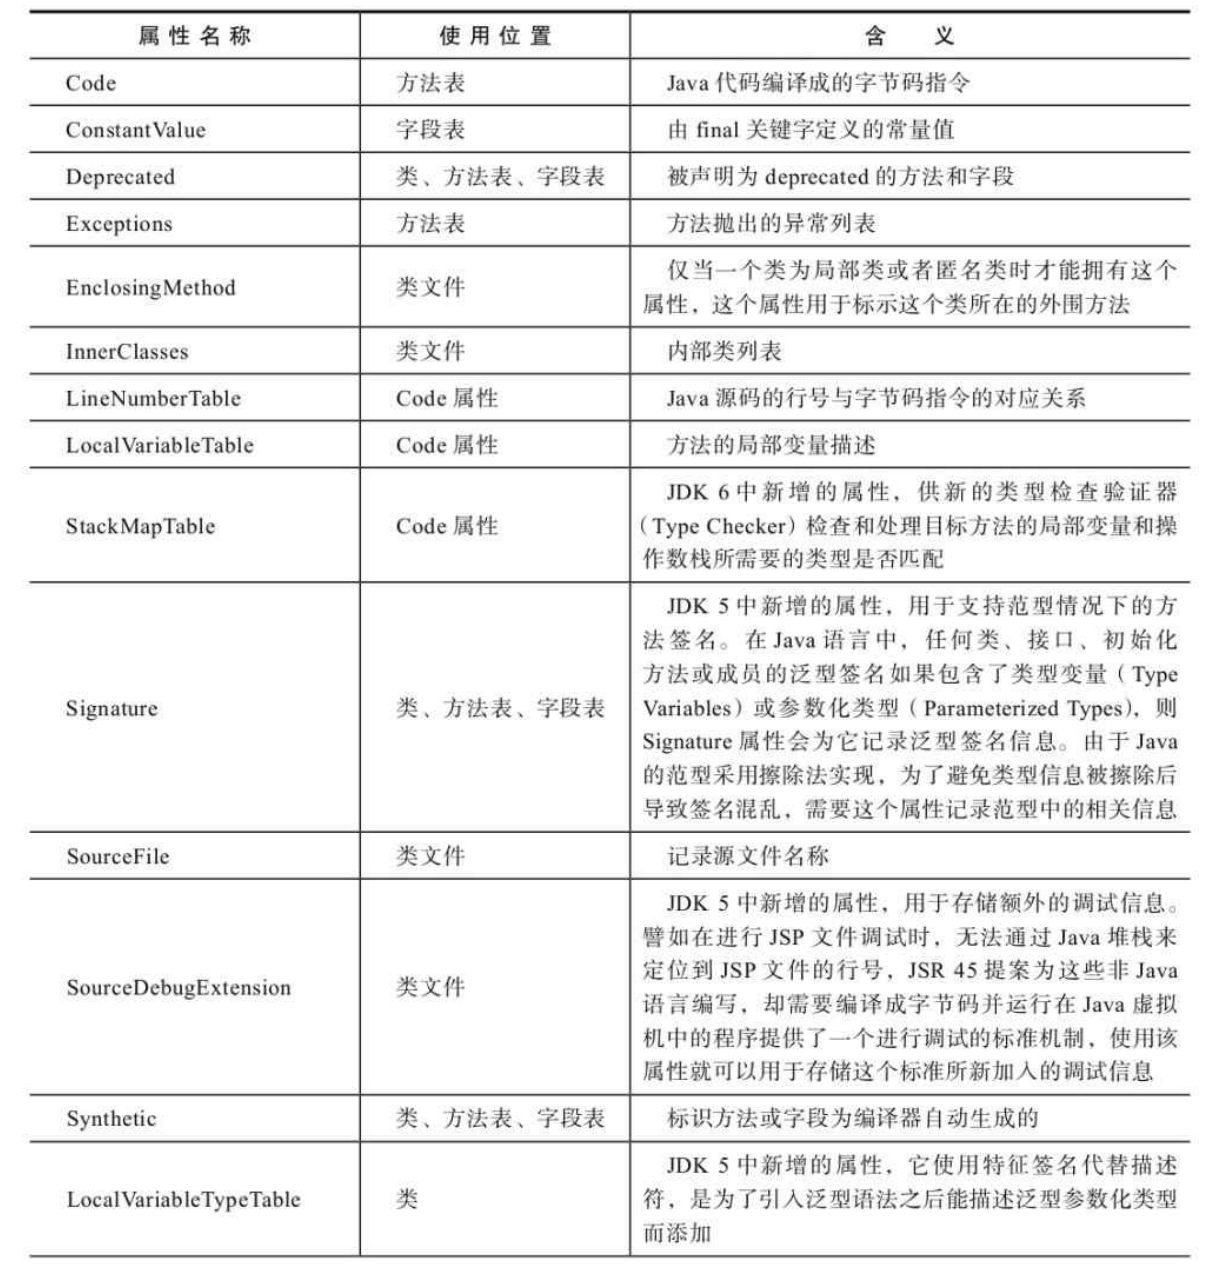 属性名称 使用位置 含 义
Code 方法表 Java 代码编译成的字节码指令
ConstantValue 字段表 由 final 关键字定义的常量值
Deprecated 类、方法表、字段表 被声明为 deprecated 的方法和字段
Exceptions 方法表 方法抛出的异常列表
EnclosingMethod 类文件 仅当一个类为局部类或者匿名类时才能拥有这个
属性，这个属性用于标示这个类所在的外围方法
InnerClasses 类文件 内部类列表
LineNumberTable Code 属性 Java 源码的行号与字节码指令的对应关系
LocalVariableTable Code 属性 方法的局部变量描述
StackMapTable Code 属性 JDK 6 中新增的属性，供新的类型检查验证器
（Type Checker）检查和处理目标方法的局部变量和操
作数栈所需要的类型是否匹配
Signature 类、方法表、字段表 JDK 5 中新增的属性，用于支持范型情况下的方
法签名。在 Java 语言中，任何类、接口、初始化
方法或成员的泛型签名如果包含了类型变量（Type
Variables）或参数化类型（Parameterized Types），则
Signature 属性会为它记录泛型签名信息。由于 Java
的范型采用擦除法实现，为了避免类型信息被擦除后
导致签名混乱，需要这个属性记录范型中的相关信息
SourceFile 类文件 记录源文件名称
SourceDebugExtension 类文件 JDK 5 中新增的属性，用于存储额外的调试信息。
譬如在进行 JSP 文件调试时，无法通过 Java 堆栈来
定位到 JSP 文件的行号，JSR 45 提案为这些非 Java
语言编写，却需要编译成字节码并运行在 Java 虚拟
机中的程序提供了一个进行调试的标准机制，使用该
属性就可以用于存储这个标准所新加入的调试信息
Synthetic 类、方法表、字段表 标识方法或字段为编译器自动生成的
LocalVariableTypeTable 类 JDK 5 中新增的属性，它使用特征签名代替描述
符，是为了引入泛型语法之后能描述泛型参数化类型
而添加